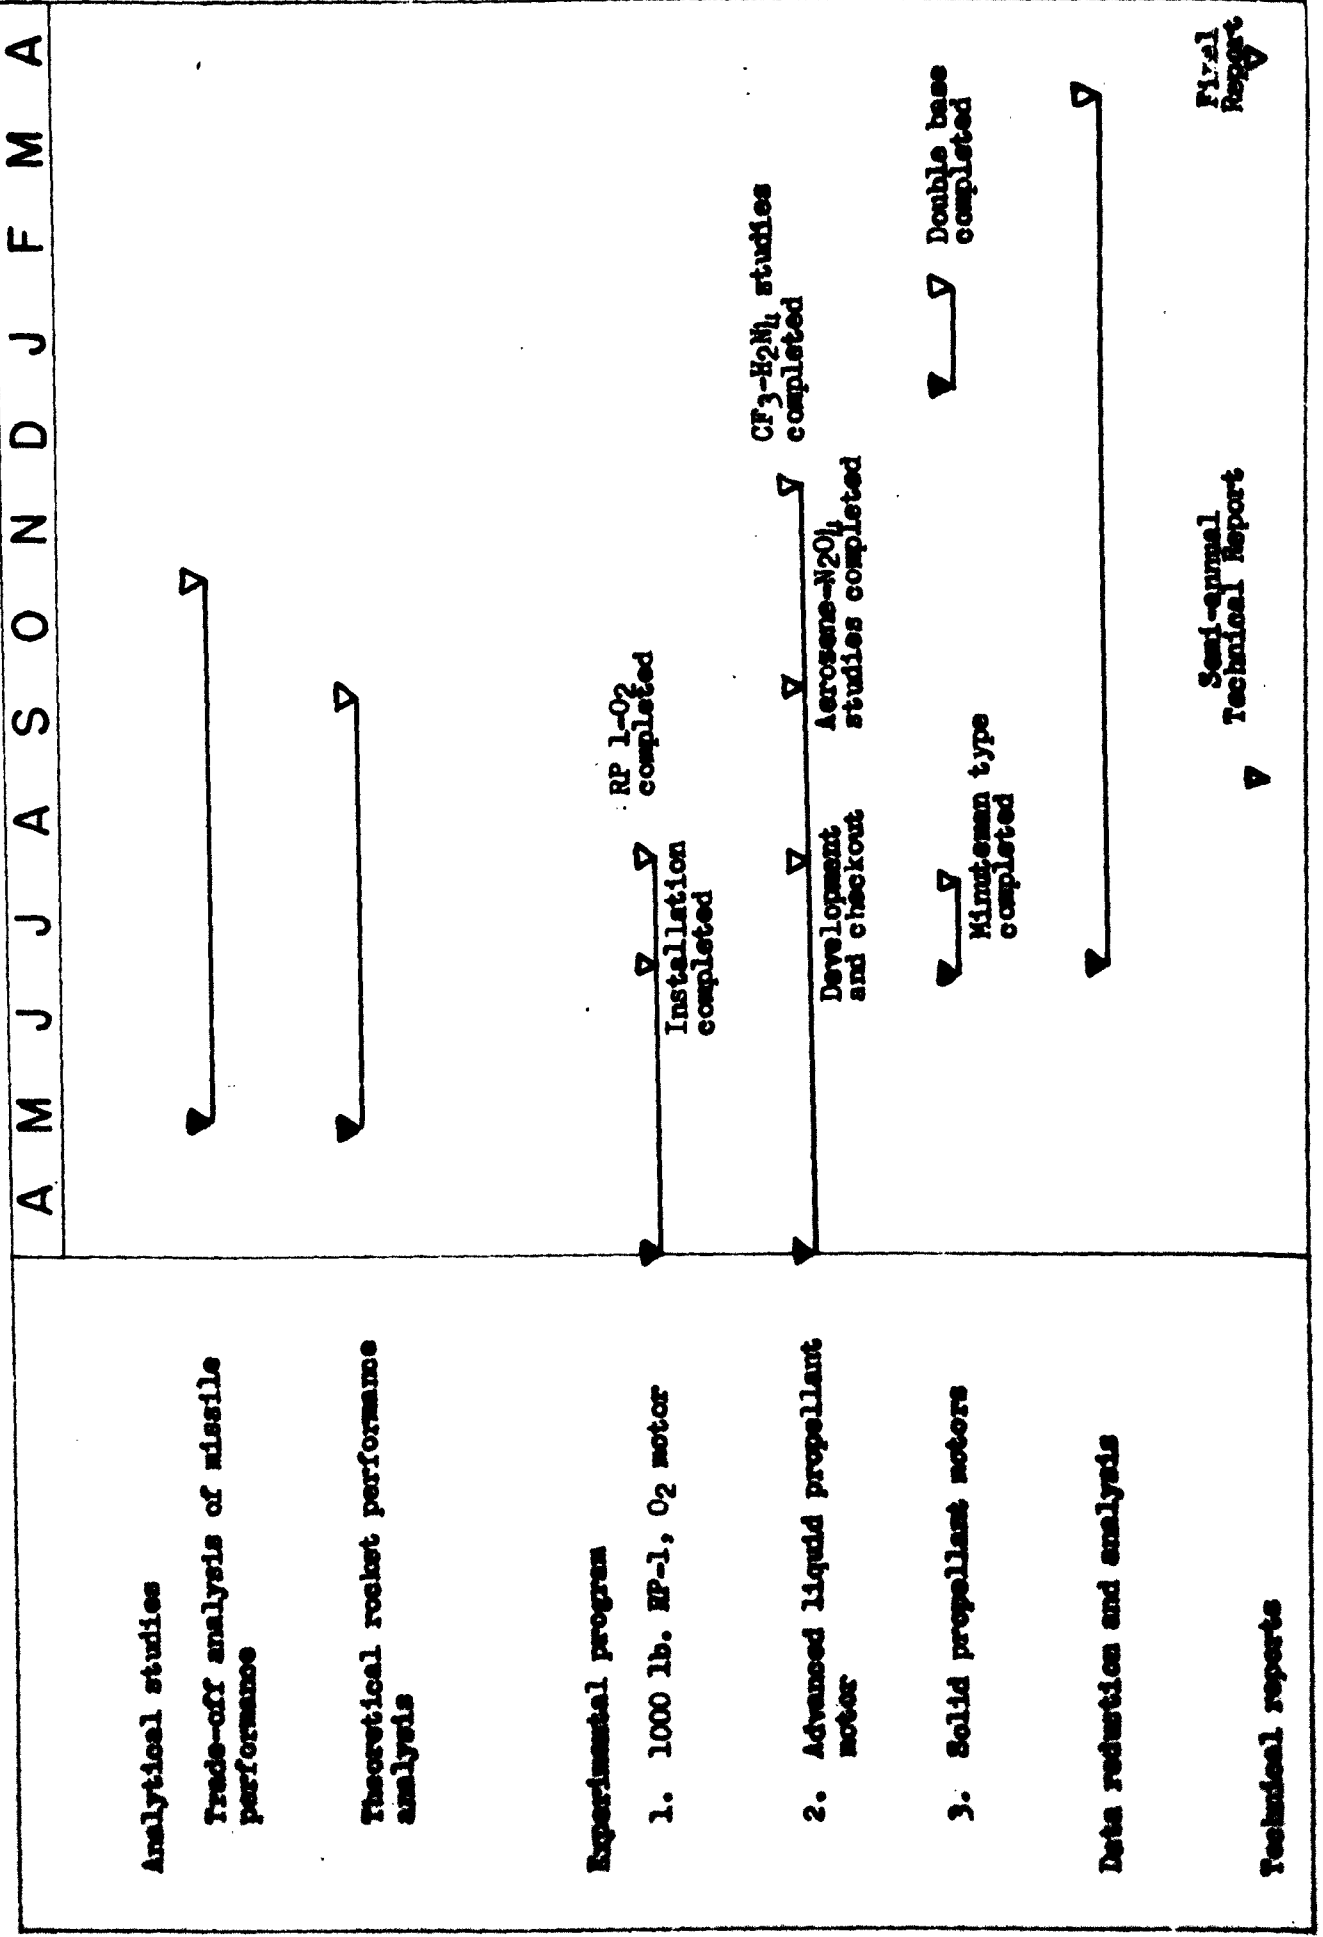 A M J J A S O N D J F M A
Analytical studies
Trade-off analysis of missile
performance
Theoretical rocket performance
analysis
Experimental program
1. 1000 lb. RP-1, O2 motor
RP 1-O2
completed
Installation
completed
2. Advanced liquid propellant
motor
CF3-H2N4 studies
completed
Development
and checkout
Aerozene-N2O4
studies completed
3. Solid propellant motors
Double base
completed
Minuteman type
completed
Data reduction and analysis
Technical reports
Semi-annual
Technical Report
Final
Report